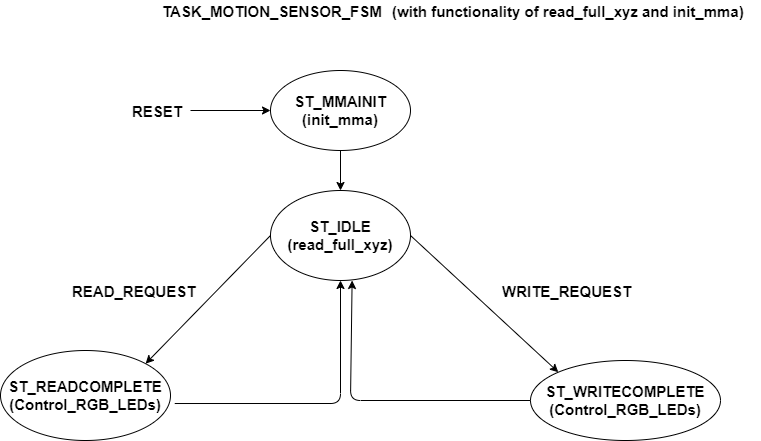 TASK_MOTION_SENSOR_FSM (with functionality of read_full_xyz and init_mma)
RESET
ST_MMAINIT
(init_mma)
ST_IDLE
(read_full_xyz)
READ_REQUEST
WRITE_REQUEST
ST_READCOMPLETE
(Control_RGB_LEDs)
ST_WRITECOMPLETE
(Control_RGB_LEDs)